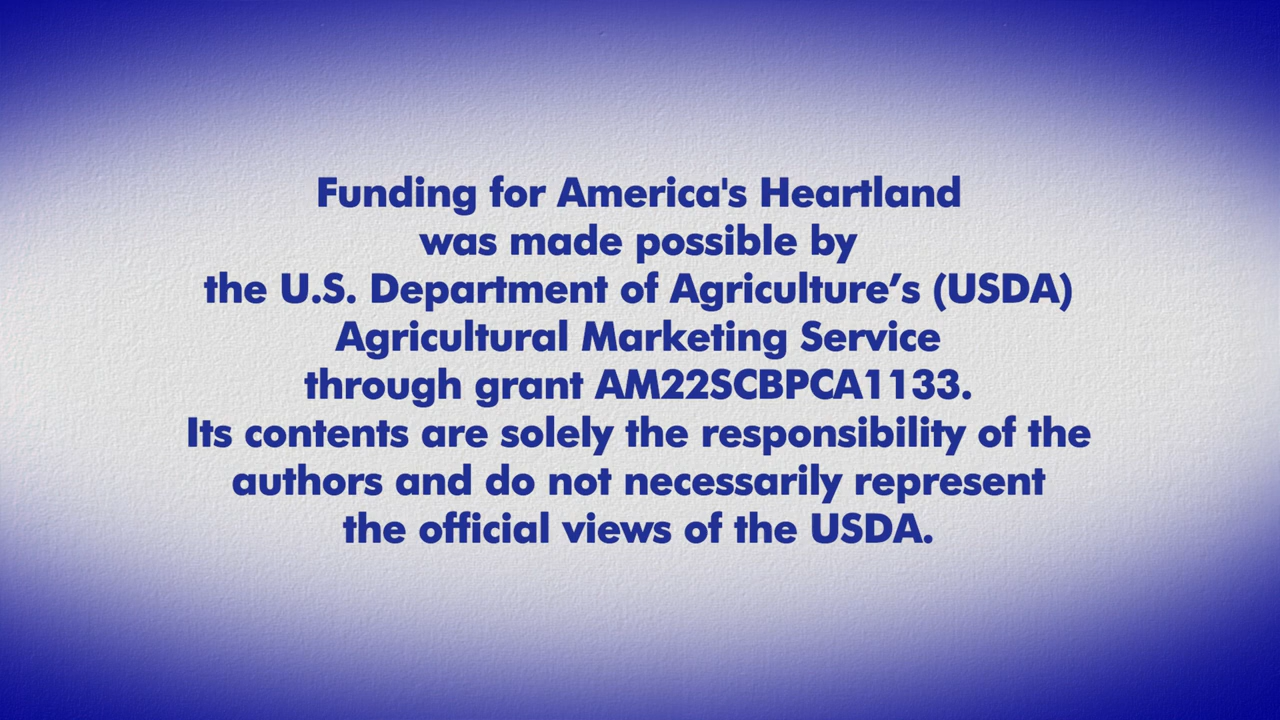 Funding for America's Heartland
was made possible by
the U.S. Department of Agriculture’s (USDA)
Agricultural Marketing Service
through grant AM22SCBPCA1133.
Its contents are solely the responsibility of the
authors and do not necessarily represent
the official views of the USDA.